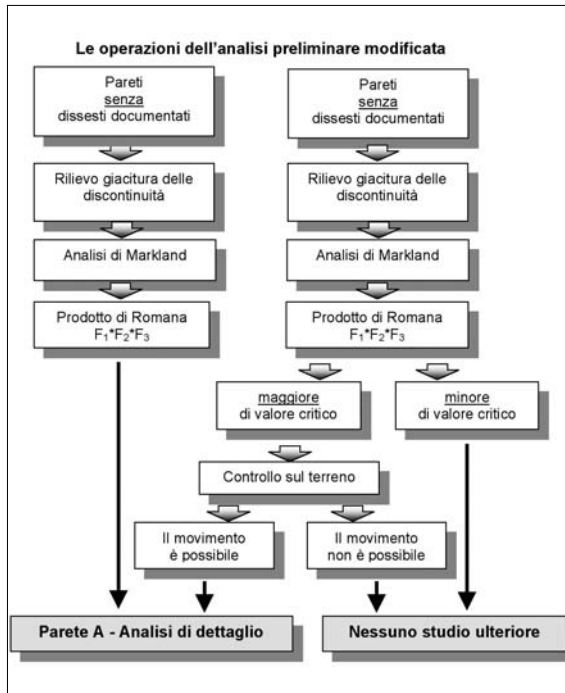 Le operazioni dell'analisi preliminare modificata
Pareti
senza
dissesti documentati
Rilievo giacitura delle
discontinuità
Analisi di Markland
Prodotto di Romana
F₁*F₂*F₃
Pareti
senza
dissesti documentati
Rilievo giacitura delle
discontinuità
Analisi di Markland
Prodotto di Romana
F₁*F₂*F₃
maggiore
di valore critico
minore
di valore critico
Controllo sul terreno
Il movimento
è possibile
Il movimento
non è possibile
Parete A - Analisi di dettaglio
Nessuno studio ulteriore